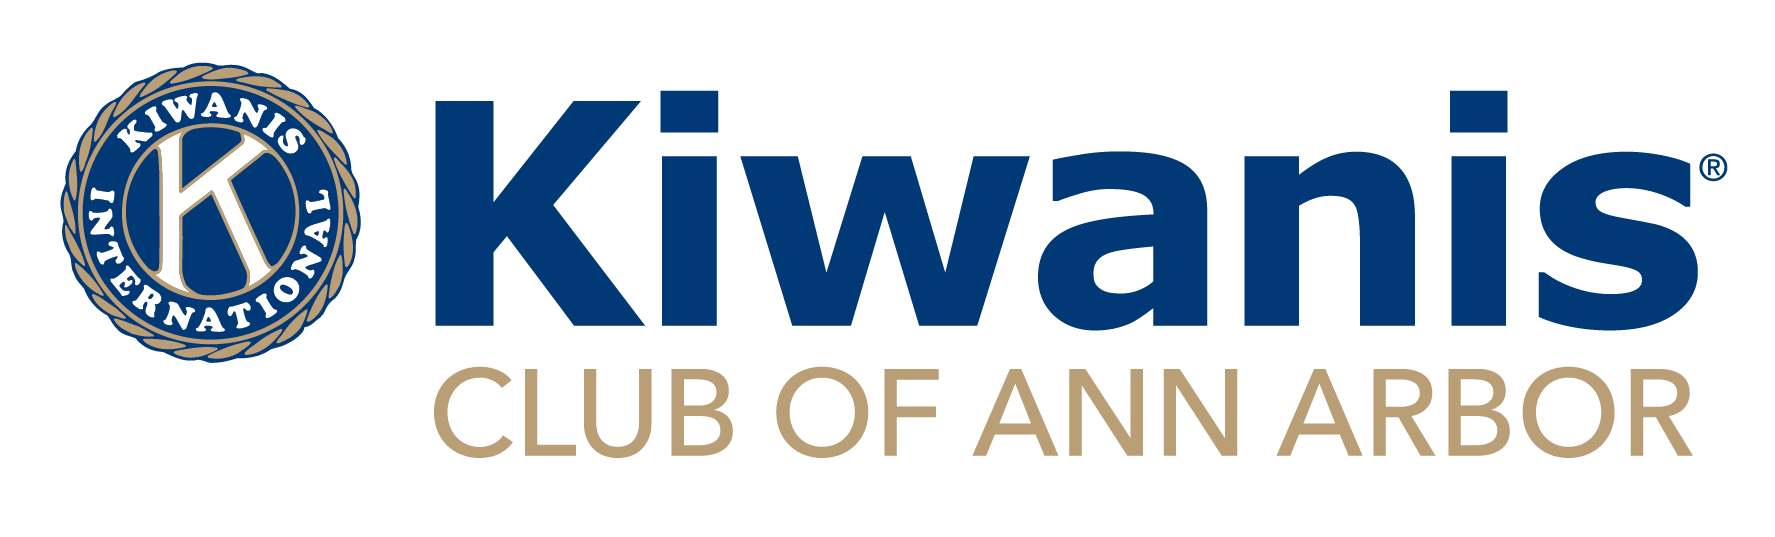 KIWANIS
K
INTERNATIONAL
Kiwanis®
CLUB OF ANN ARBOR